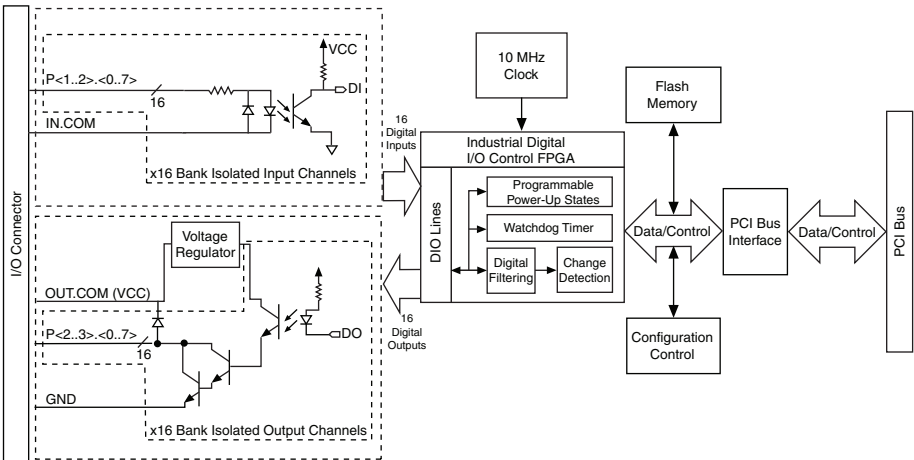 I/O Connector
P<1..2>.<0..7>
16
IN.COM
VCC
DI
x16 Bank Isolated Input Channels
16
Digital
Inputs
10 MHz
Clock
Flash
Memory
Industrial Digital
I/O Control FPGA
DIO Lines
Programmable
Power-Up States
Watchdog Timer
Digital
Filtering
Change
Detection
Data/Control
PCI Bus
Interface
Data/Control
PCI Bus
Configuration
Control
Voltage
Regulator
OUT.COM (VCC)
P<2..3>.<0..7>
16
DO
GND
x16 Bank Isolated Output Channels
16
Digital
Outputs